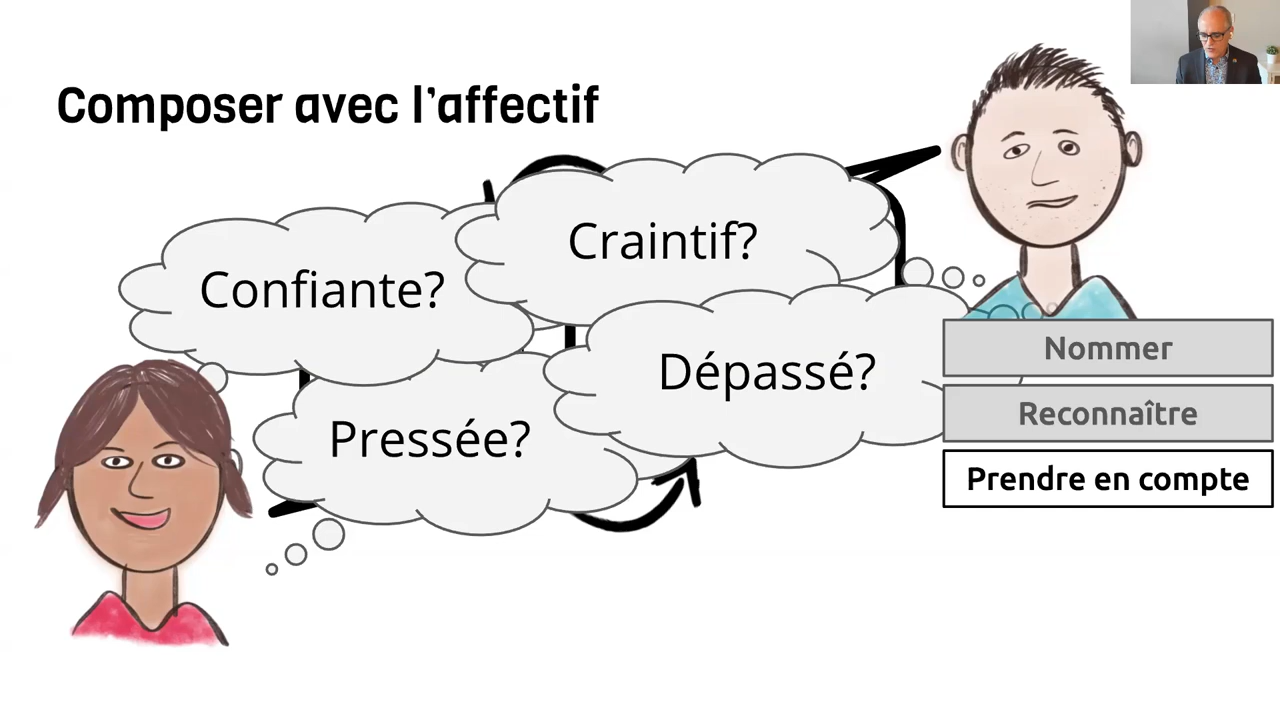 Composer avec l'affectif
Craintif?
Confiante?
Dépassé?
Pressée?
Nommer
Reconnaître
Prendre en compte